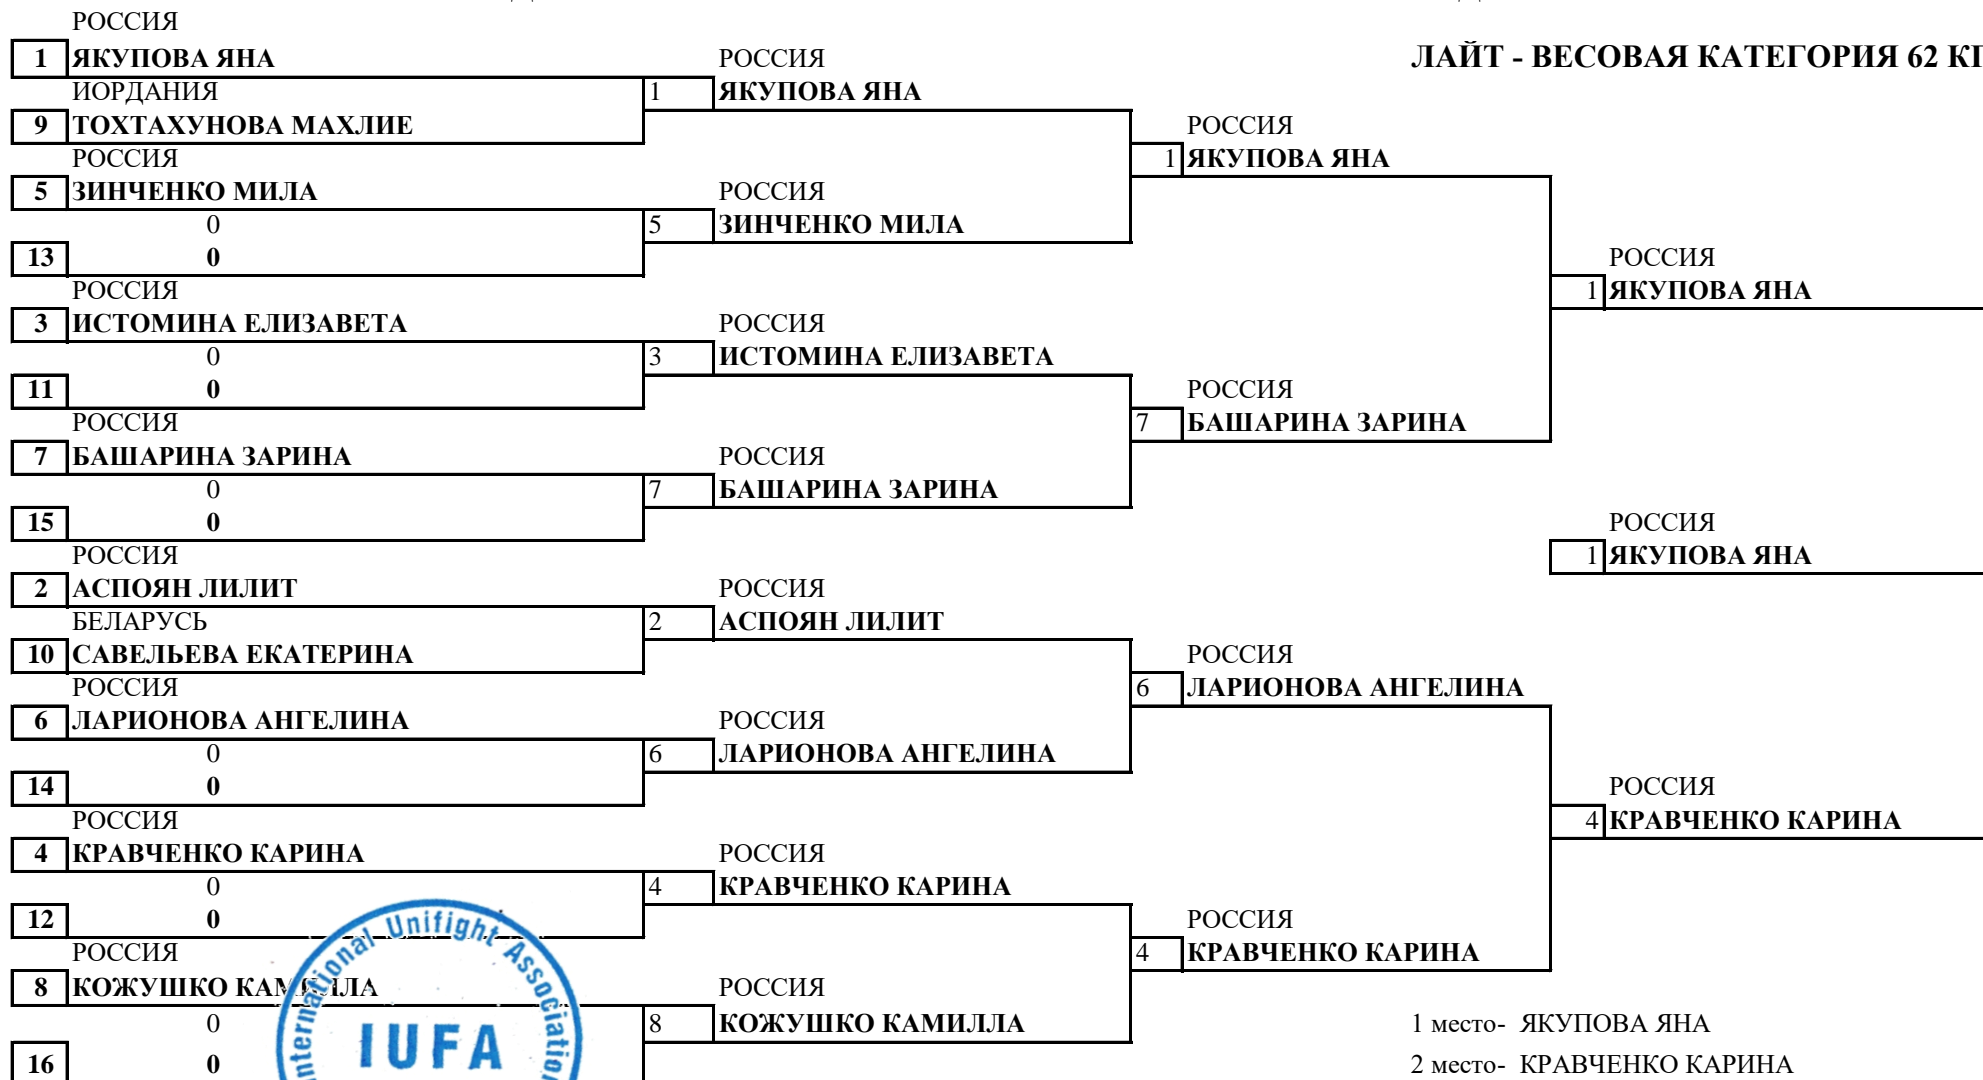 РОССИЯ
1 ЯКУПОВА ЯНА РОССИЯ ЛАЙТ - ВЕСОВАЯ КАТЕГОРИЯ 62 КГ
ИОРДАНИЯ 1 ЯКУПОВА ЯНА
9 ТОХТАХУНОВА МАХЛИЕ РОССИЯ
РОССИЯ 1 ЯКУПОВА ЯНА
5 ЗИНЧЕНКО МИЛА РОССИЯ
0 5 ЗИНЧЕНКО МИЛА
13 0 РОССИЯ
РОССИЯ 1 ЯКУПОВА ЯНА
3 ИСТОМИНА ЕЛИЗАВЕТА РОССИЯ
0 3 ИСТОМИНА ЕЛИЗАВЕТА
11 0 РОССИЯ
РОССИЯ 7 БАШАРИНА ЗАРИНА
7 БАШАРИНА ЗАРИНА РОССИЯ
0 7 БАШАРИНА ЗАРИНА
15 0 РОССИЯ
РОССИЯ 1 ЯКУПОВА ЯНА
2 АСПОЯН ЛИЛИТ РОССИЯ
БЕЛАРУСЬ 2 АСПОЯН ЛИЛИТ
10 САВЕЛЬЕВА ЕКАТЕРИНА РОССИЯ
РОССИЯ 6 ЛАРИОНОВА АНГЕЛИНА
6 ЛАРИОНОВА АНГЕЛИНА РОССИЯ
0 6 ЛАРИОНОВА АНГЕЛИНА
14 0 РОССИЯ
РОССИЯ 4 КРАВЧЕНКО КАРИНА
4 КРАВЧЕНКО КАРИНА РОССИЯ
0 4 КРАВЧЕНКО КАРИНА
12 0 РОССИЯ
РОССИЯ 4 КРАВЧЕНКО КАРИНА
8 КОЖУШКО КАМИЛЛА РОССИЯ
0 8 КОЖУШКО КАМИЛЛА 1 место- ЯКУПОВА ЯНА
16 0 2 место- КРАВЧЕНКО КАРИНА
International Unifight Association
IUFA